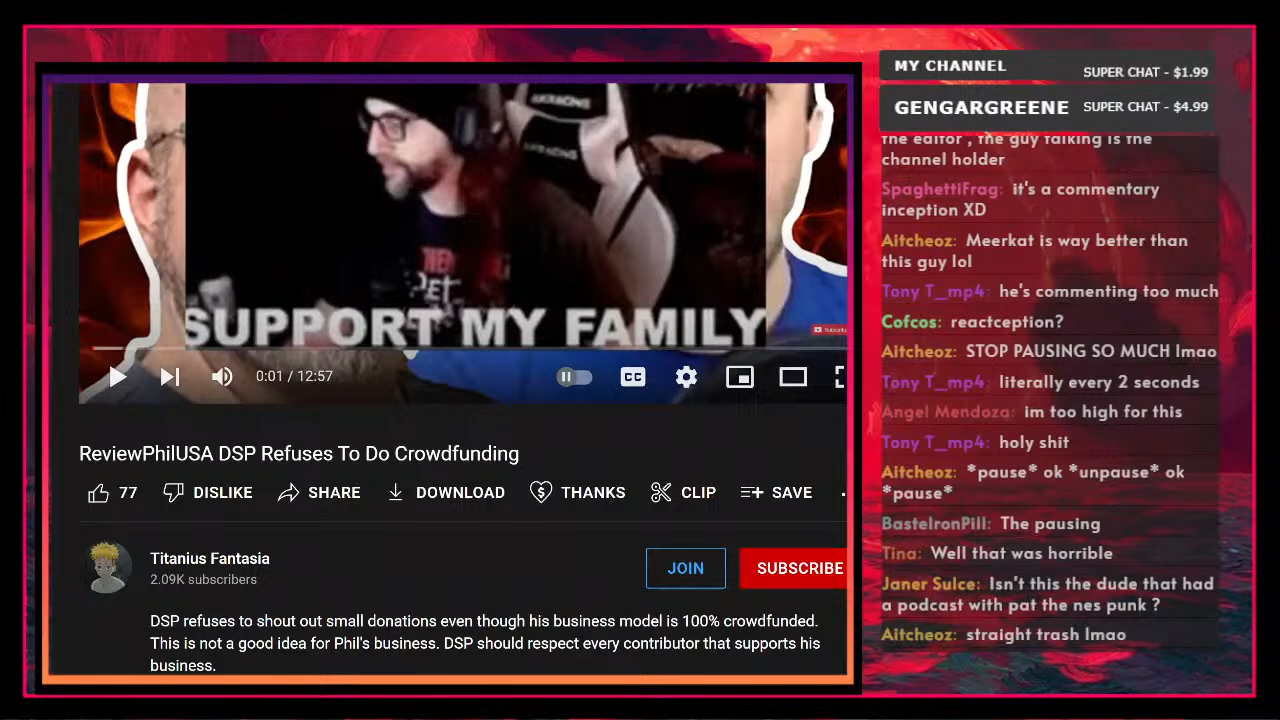 MY CHANNEL SUPER CHAT - $1.99
GENGARGREENE SUPER CHAT - $4.99
the editor , the guy talking is the
channel holder
SpaghettiFrag: it's a commentary
inception XD
Aitcheoz: Meerkat is way better than
this guy lol
Tony T_mp4: he's commenting too much
Cofcos: reactception?
Aitcheoz: STOP PAUSING SO MUCH lmao
Tony T_mp4: literally every 2 seconds
Angel Mendoza: im too high for this
Tony T_mp4: holy shit
Aitcheoz: *pause* ok *unpause* ok
*pause*
BasteIronPill: The pausing
Tina: Well that was horrible
Janer Sulce: Isn't this the dude that had
a podcast with pat the nes punk ?
Aitcheoz: straight trash lmao
SUPPORT MY FAMILY
0:01 / 12:57
CC
ReviewPhilUSA DSP Refuses To Do Crowdfunding
77 DISLIKE SHARE DOWNLOAD THANKS CLIP SAVE
Titanius Fantasia
2.09K subscribers
JOIN SUBSCRIBE
DSP refuses to shout out small donations even though his business model is 100% crowdfunded.
This is not a good idea for Phil's business. DSP should respect every contributor that supports his
business.